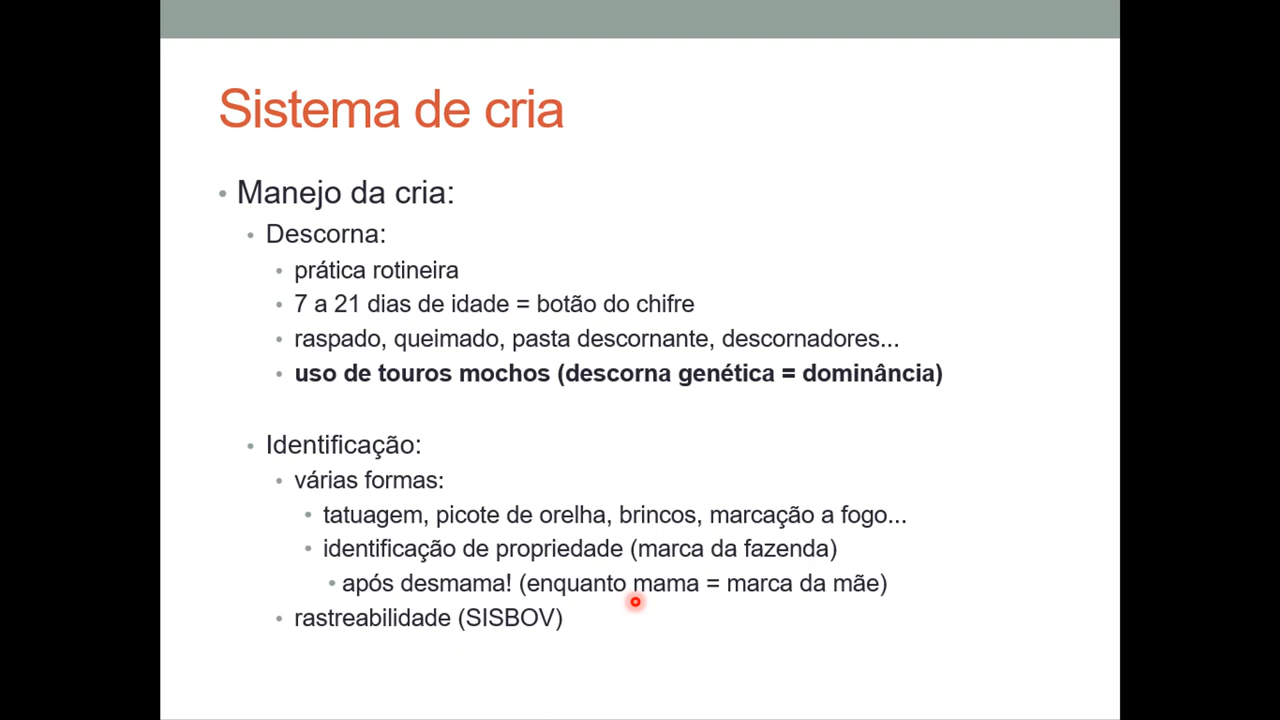 Sistema de cria
• Manejo da cria:
• Descorna:
• prática rotineira
• 7 a 21 dias de idade = botão do chifre
• raspado, queimado, pasta descornante, descornadores...
• uso de touros mochos (descorna genética = dominância)
• Identificação:
• várias formas:
• tatuagem, picote de orelha, brincos, marcação a fogo...
• identificação de propriedade (marca da fazenda)
• após desmama! (enquanto mama = marca da mãe)
• rastreabilidade (SISBOV)